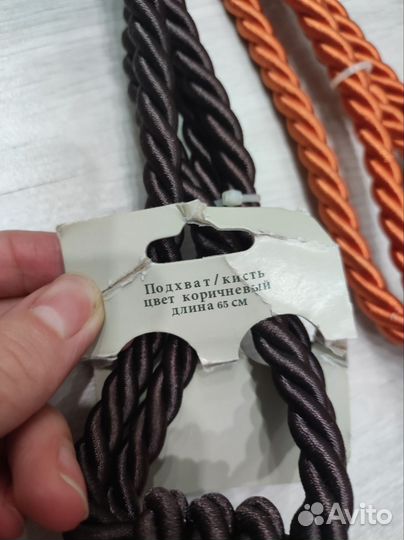 Подхват/кисть
цвет коричневый
длина 65 см
Avito